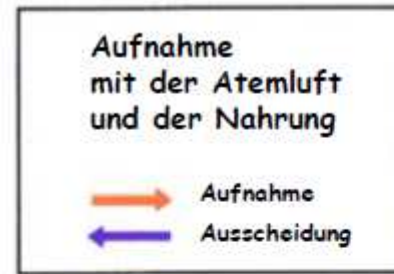 Aufnahme
mit der Atemluft
und der Nahrung
Aufnahme
Ausscheidung